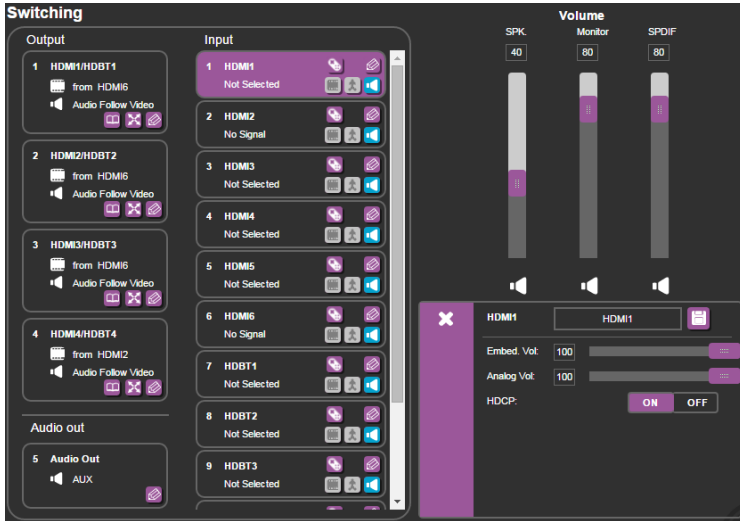 Switching
Output
1 HDMI1/HDBT1
from HDMI6
Audio Follow Video
2 HDMI2/HDBT2
from HDMI6
Audio Follow Video
3 HDMI3/HDBT3
from HDMI6
Audio Follow Video
4 HDMI4/HDBT4
from HDMI2
Audio Follow Video
Audio out
5 Audio Out
AUX
Input
1 HDMI1
Not Selected
2 HDMI2
No Signal
3 HDMI3
Not Selected
4 HDMI4
Not Selected
5 HDMI5
Not Selected
6 HDMI6
No Signal
7 HDBT1
Not Selected
8 HDBT2
Not Selected
9 HDBT3
Not Selected
Volume
SPK. Monitor SPDIF
40 80 80
HDMI1 HDMI1
Embed. Vol: 100
Analog Vol: 100
HDCP: ON OFF